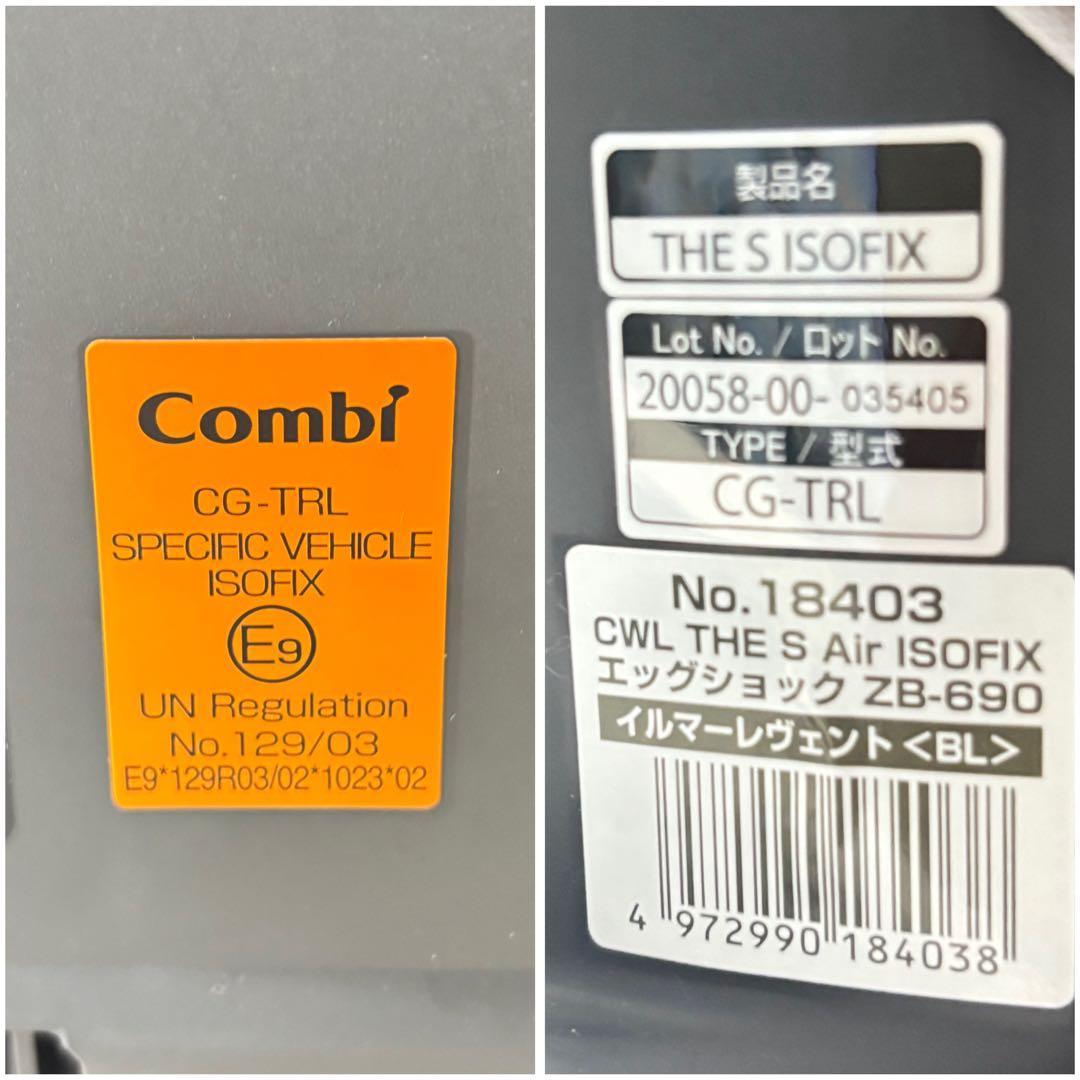 Combi
CG-TRL
SPECIFIC VEHICLE
ISOFIX
E9
UN Regulation
No.129/03
E9*129R03/02*1023*02
製品名
THE S ISOFIX
Lot No. / ロット No.
20058-00- 035405
TYPE / 型式
CG-TRL
No.18403
CWL THE S Air ISOFIX
エッグショック ZB-690
イルマーレヴェント<BL>
4 972990 184038